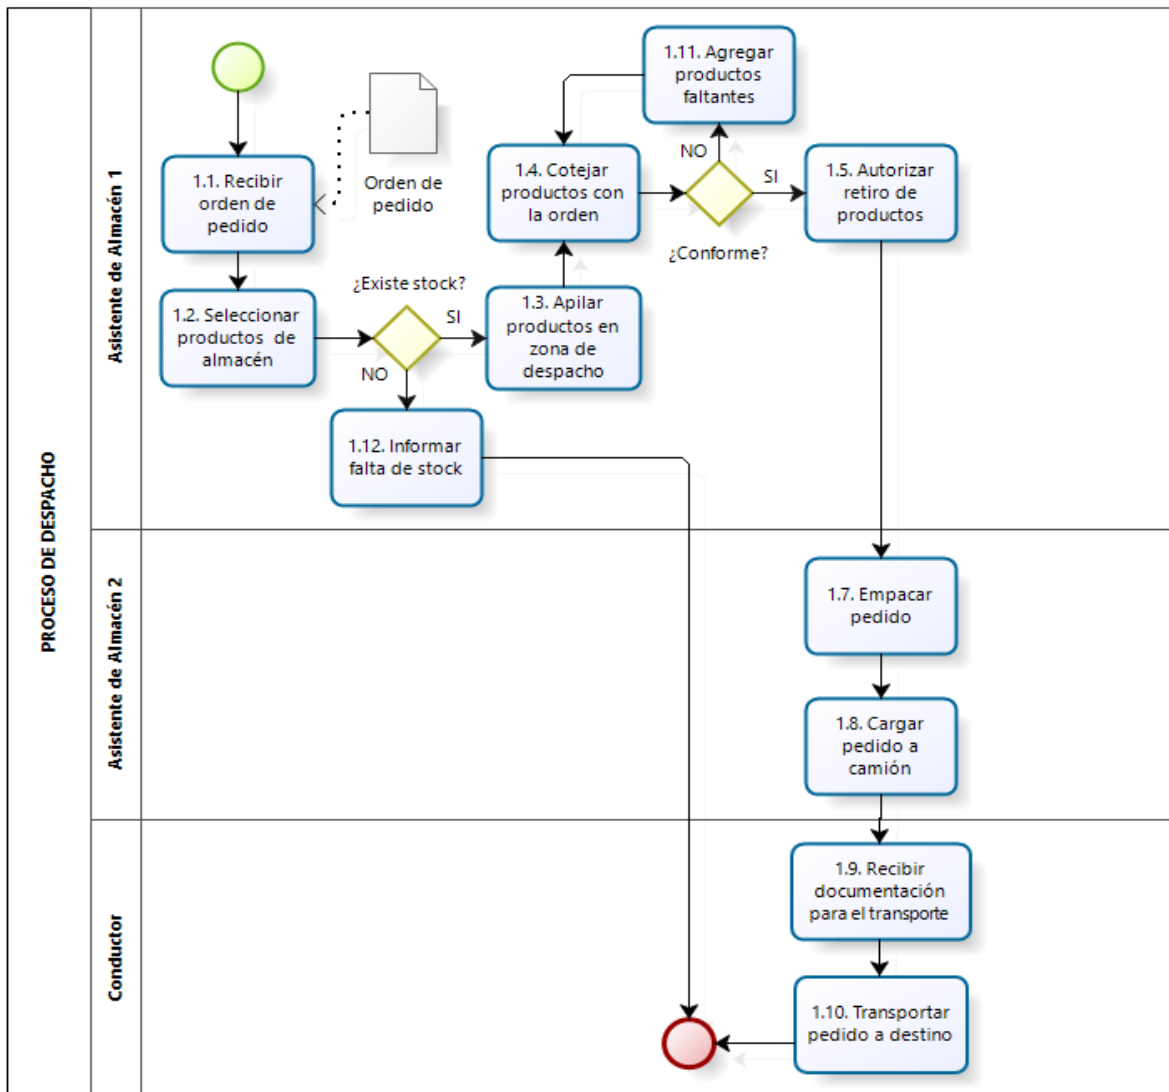 PROCESO DE DESPACHO
Asistente de Almacén 1
1.1. Recibir
orden de
pedido
Orden de
pedido
1.2. Seleccionar
productos de
almacén
¿Existe stock?
SI
NO
1.12. Informar
falta de stock
1.3. Apilar
productos en
zona de
despacho
1.4. Cotejar
productos con
la orden
¿Conforme?
NO
SI
1.11. Agregar
productos
faltantes
1.5. Autorizar
retiro de
productos
Asistente de Almacén 2
1.7. Empacar
pedido
1.8. Cargar
pedido a
camión
Conductor
1.9. Recibir
documentación
para el transporte
1.10. Transportar
pedido a destino